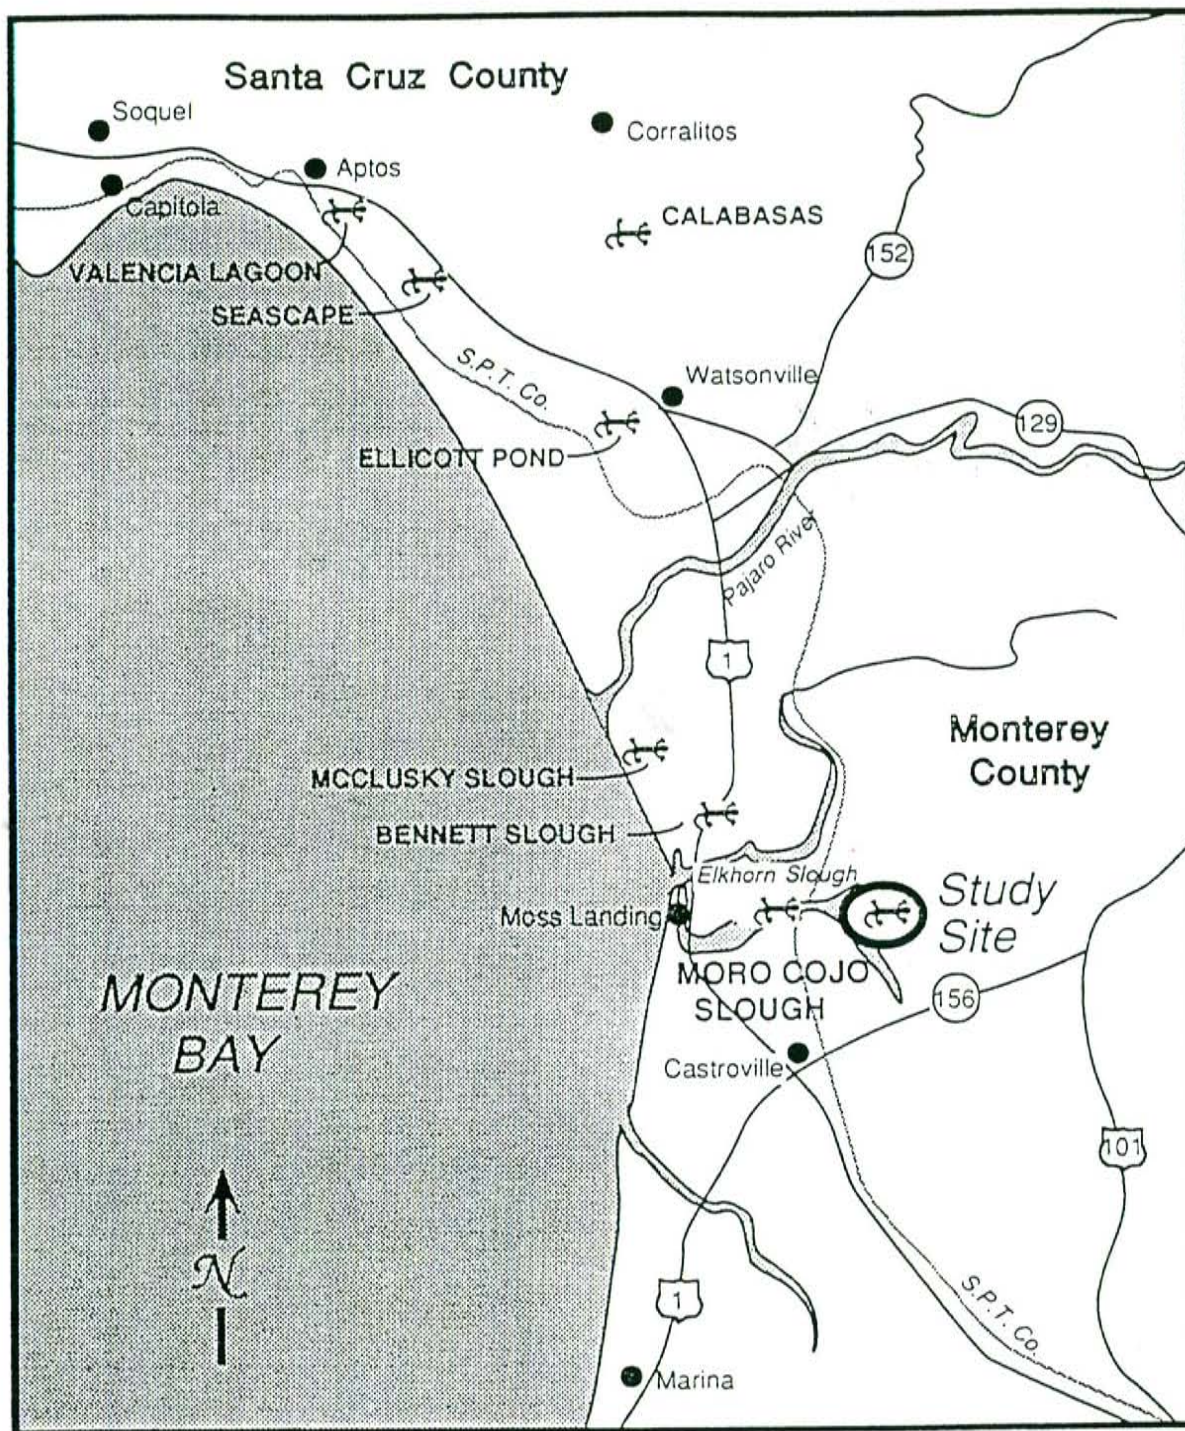 Santa Cruz County
Soquel
Corralitos
Aptos
Capitola
CALABASAS
152
VALENCIA LAGOON
SEASCAPE
S.P.T. Co.
Watsonville
129
ELLICOTT POND
Pajaro River
1
Monterey
County
MCCLUSKY SLOUGH
BENNETT SLOUGH
Elkhorn Slough
Study
Site
Moss Landing
MORO COJO
SLOUGH
MONTEREY
BAY
156
Castroville
101
N
1
S.P.T. Co.
Marina